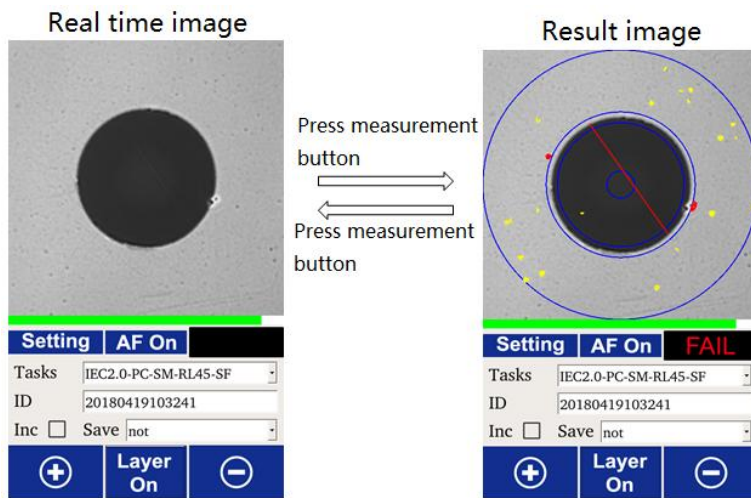 Real time image
Result image
Press measurement
button
Press measurement
button
Setting AF On
Tasks IEC2.0-PC-SM-RL45-SF
ID 20180419103241
Inc Save not
Layer
On
Setting AF On FAIL
Tasks IEC2.0-PC-SM-RL45-SF
ID 20180419103241
Inc Save not
Layer
On